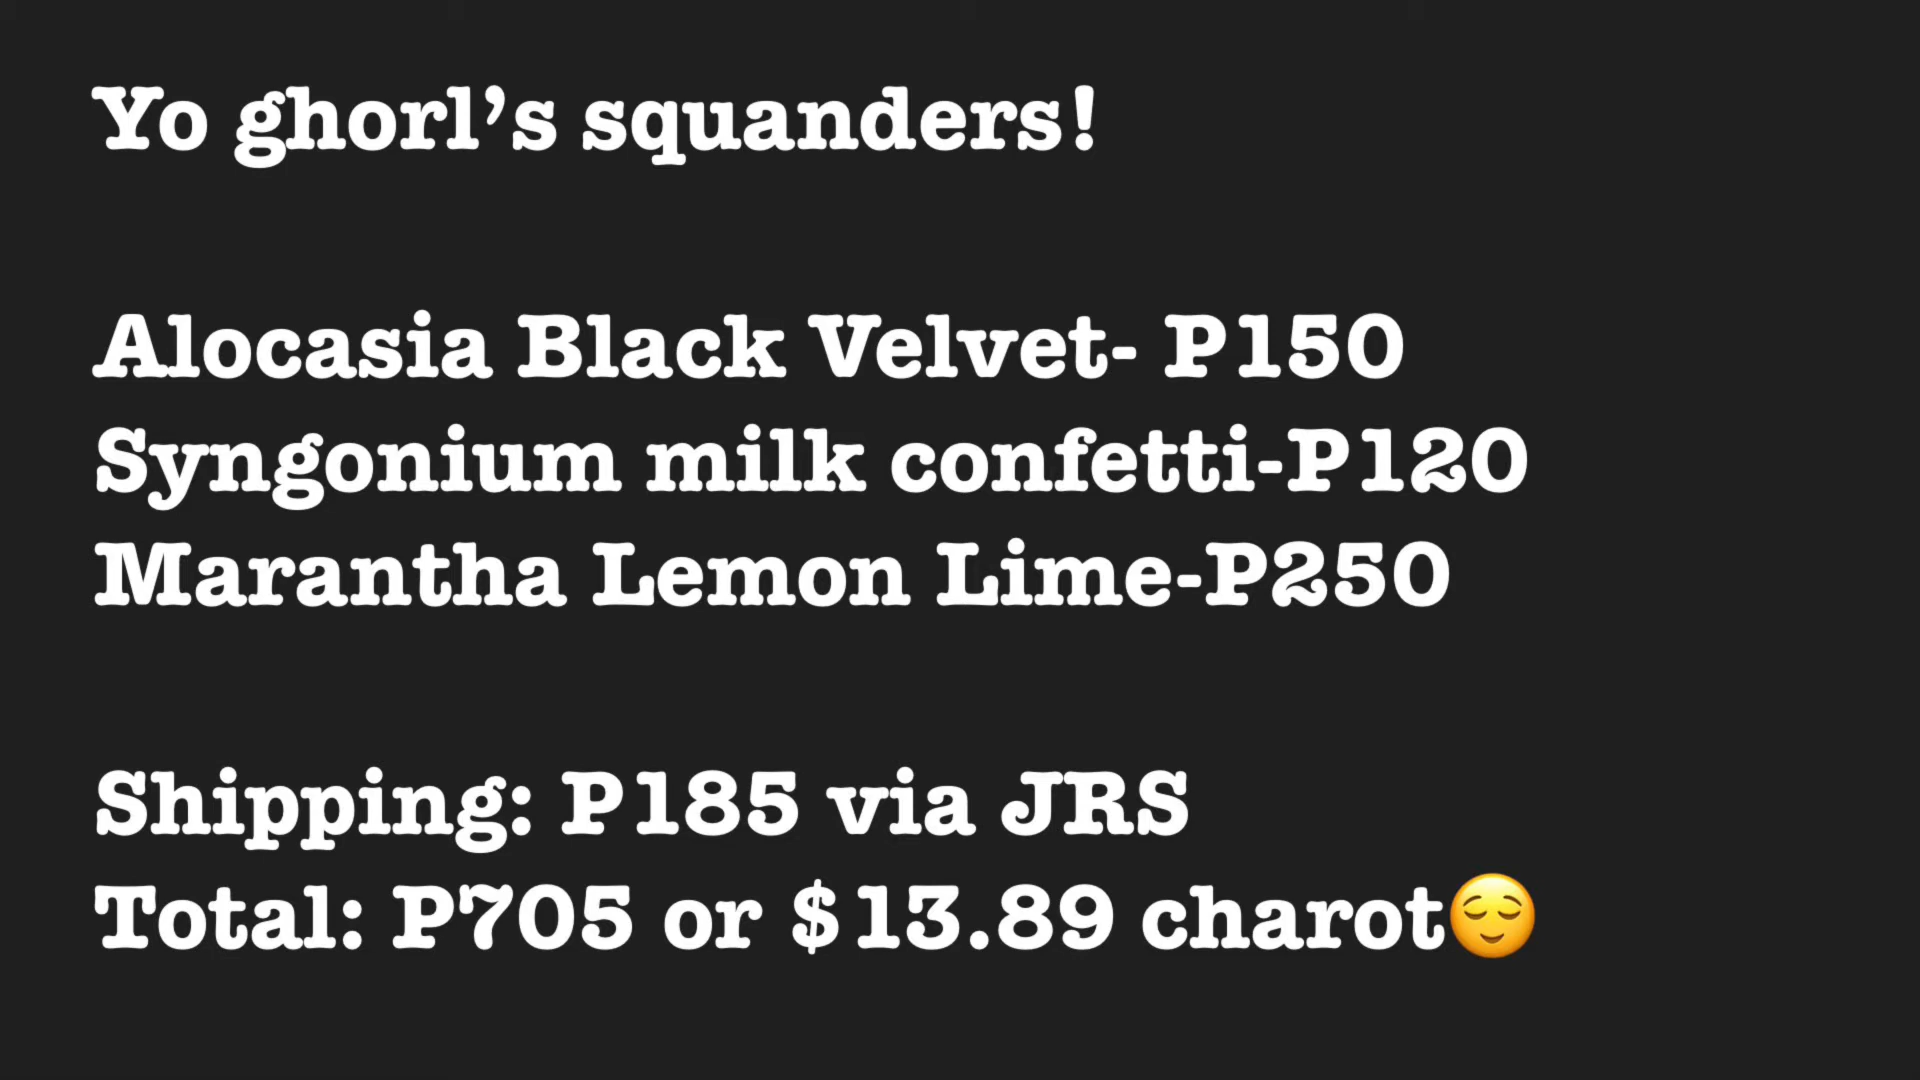 Yo ghorl’s squanders!
Alocasia Black Velvet- P150
Syngonium milk confetti-P120
Marantha Lemon Lime-P250
Shipping: P185 via JRS
Total: P705 or $13.89 charot😌